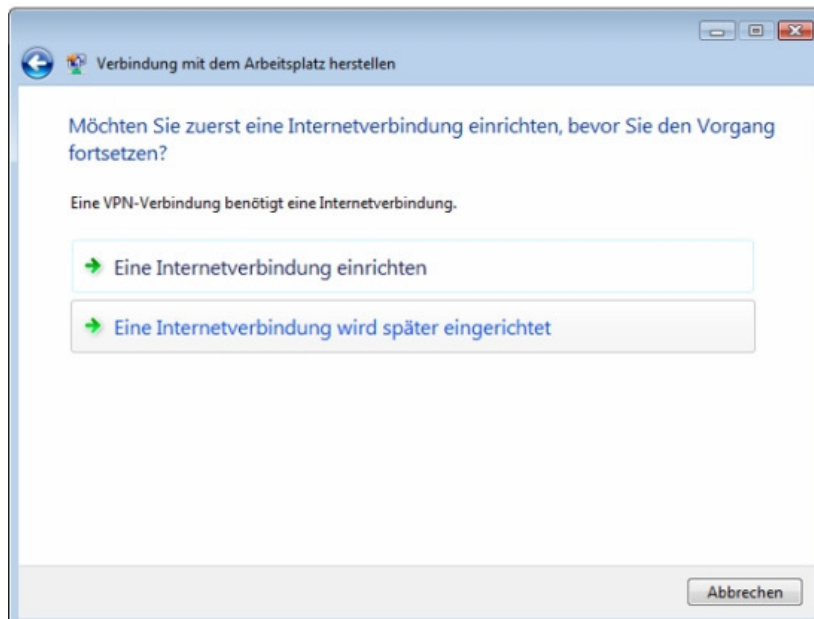 Verbindung mit dem Arbeitsplatz herstellen
Möchten Sie zuerst eine Internetverbindung einrichten, bevor Sie den Vorgang
fortsetzen?
Eine VPN-Verbindung benötigt eine Internetverbindung.
Eine Internetverbindung einrichten
Eine Internetverbindung wird später eingerichtet
Abbrechen